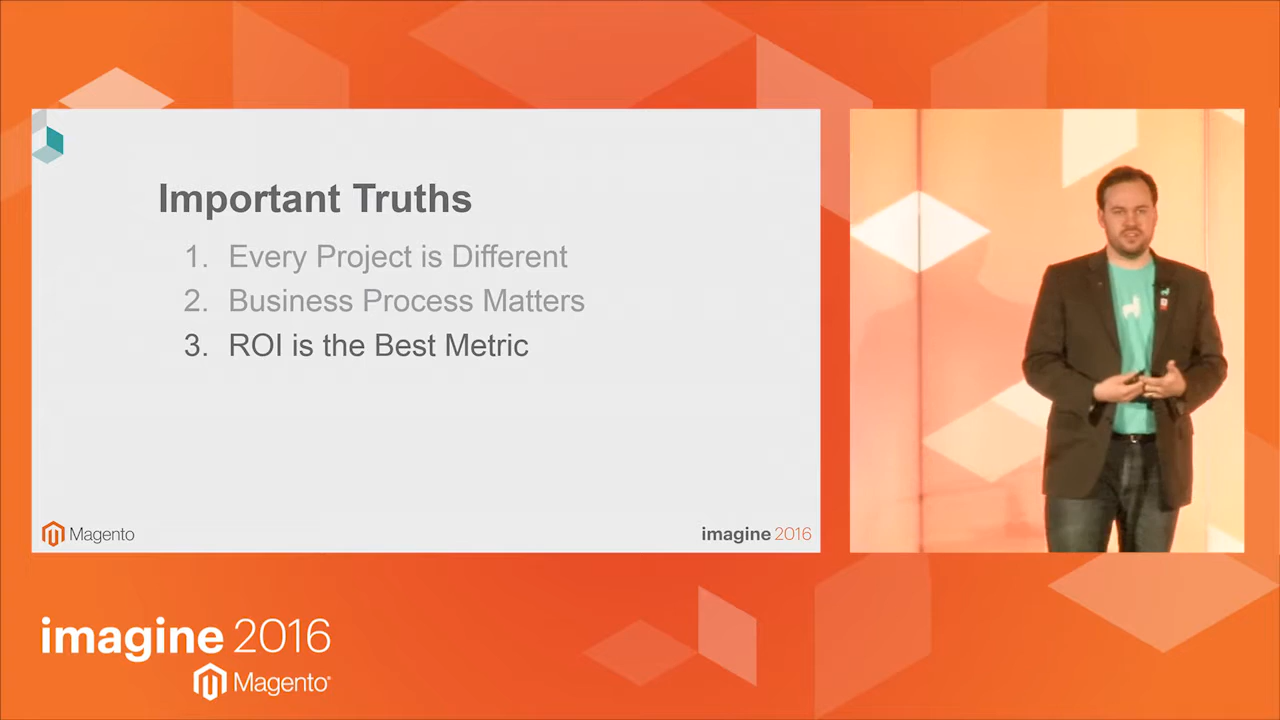 Important Truths
1. Every Project is Different
2. Business Process Matters
3. ROI is the Best Metric
Magento
imagine 2016
imagine 2016
Magento®